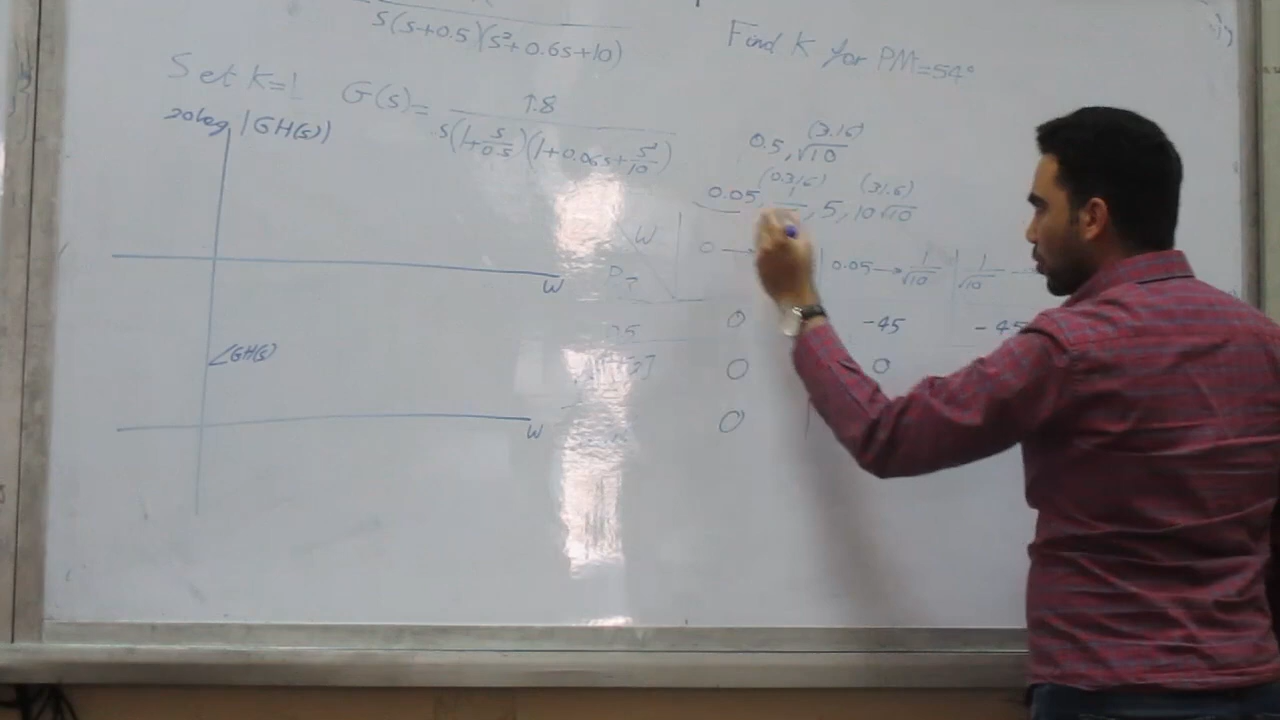 s(s+0.5)(s²+0.6s+10)
Find K for PM=54°
Set K=1 G(s)= 1.8
s(1+s/0.5)(1+0.06s+s²/10)
20log |GH(s)|
0.5, √10 (3.16)
(0.316) (31.6)
0.05, 1, 5, 10√10
W 0→ 0.05→1/√10 1/√10
W
0 -45 -45
∠GH(s)
0 0
0
W